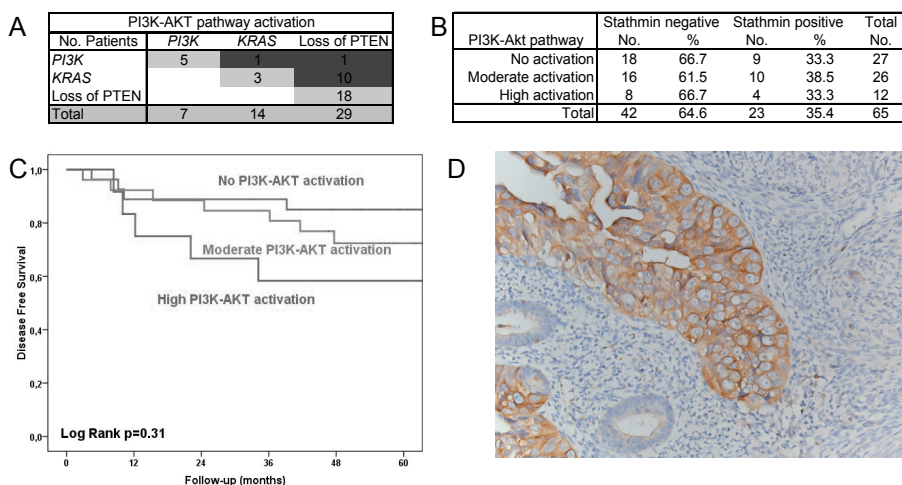 A
PI3K-AKT pathway activation
No. Patients PI3K KRAS Loss of PTEN
PI3K 5 1 1
KRAS 3 10
Loss of PTEN 18
Total 7 14 29
B
Stathmin negative Stathmin positive Total
PI3K-Akt pathway No. % No. % No.
No activation 18 66.7 9 33.3 27
Moderate activation 16 61.5 10 38.5 26
High activation 8 66.7 4 33.3 12
Total 42 64.6 23 35.4 65
C
1,0
0,8
0,6
0,4
0,2
0,0
Disease Free Survival
No PI3K-AKT activation
Moderate PI3K-AKT activation
High PI3K-AKT activation
Log Rank p=0.31
0 12 24 36 48 60
Follow-up (months)
D